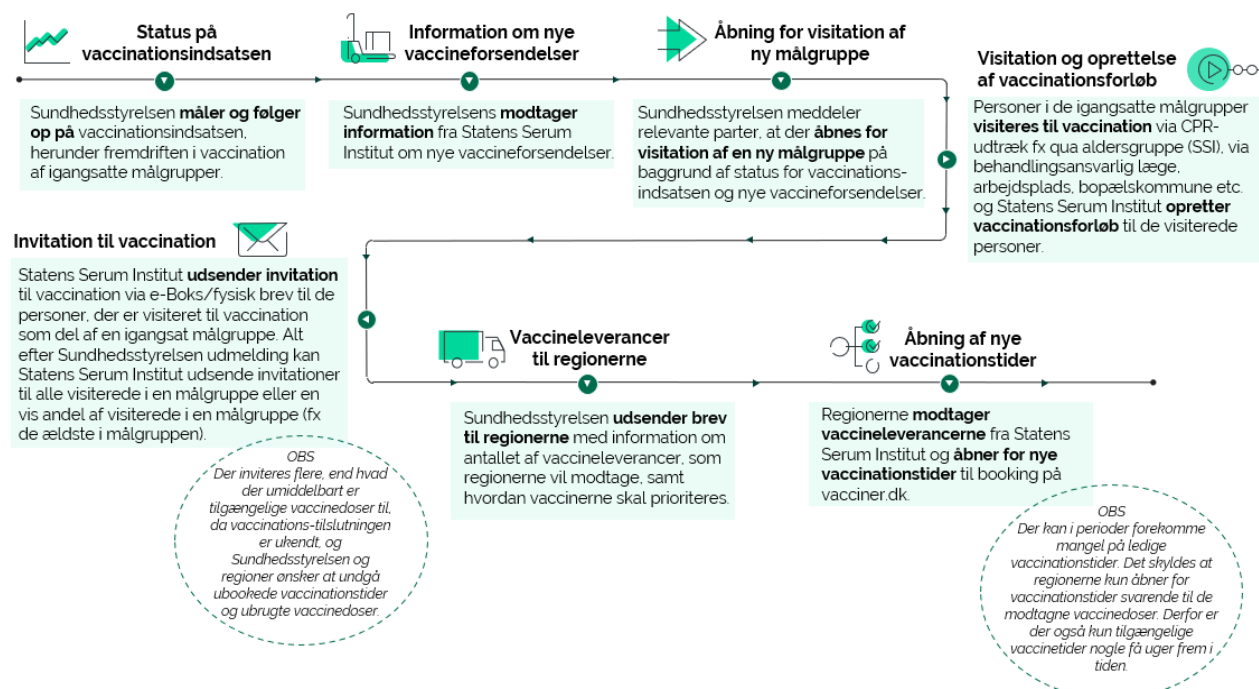 Status på
vaccinationsindsatsen
Sundhedsstyrelsen måler og følger
op på vaccinationsindsatsen,
herunder fremdriften i vaccination
af igangsatte målgrupper.
Information om nye
vaccineforsendelser
Sundhedsstyrelsens modtager
information fra Statens Serum
Institut om nye vaccineforsendelser.
Åbning for visitation af
ny målgruppe
Sundhedsstyrelsen meddeler
relevante parter, at der åbnes for
visitation af en ny målgruppe på
baggrund af status for vaccinations-
indsatsen og nye vaccineforsendelser.
Visitation og oprettelse
af vaccinationsforløb
Personer i de igangsatte målgrupper
visiteres til vaccination via CPR-
udtræk fx qua aldersgruppe (SSI), via
behandlingsansvarlig læge,
arbejdsplads, bopælskommune etc.
og Statens Serum Institut opretter
vaccinationsforløb til de visiterede
personer.
Invitation til vaccination
Statens Serum Institut udsender invitation
til vaccination via e-Boks/fysisk brev til de
personer, der er visiteret til vaccination
som del af en igangsat målgruppe. Alt
efter Sundhedsstyrelsen udmelding kan
Statens Serum Institut udsende invitationer
til alle visiterede i en målgruppe eller en
vis andel af visiterede i en målgruppe (fx
de ældste i målgruppen).
OBS
Der inviteres flere, end hvad
der umiddelbart er
tilgængelige vaccinedoser til,
da vaccinations-tilslutningen
er ukendt, og
Sundhedsstyrelsen og
regioner ønsker at undgå
ubookede vaccinationstider
og ubrugte vaccinedoser.
Vaccineleverancer
til regionerne
Sundhedsstyrelsen udsender brev
til regionerne med information om
antallet af vaccineleverancer, som
regionerne vil modtage, samt
hvordan vaccinerne skal prioriteres.
Åbning af nye
vaccinationstider
Regionerne modtager
vaccineleverancerne fra Statens
Serum Institut og åbner for nye
vaccinationstider til booking på
vacciner.dk.
OBS
Der kan i perioder forekomme
mangel på ledige
vaccinationstider. Det skyldes at
regionerne kun åbner for
vaccinationstider svarende til de
modtagne vaccinedoser. Derfor er
der også kun tilgængelige
vaccinetider nogle få uger frem i
tiden.